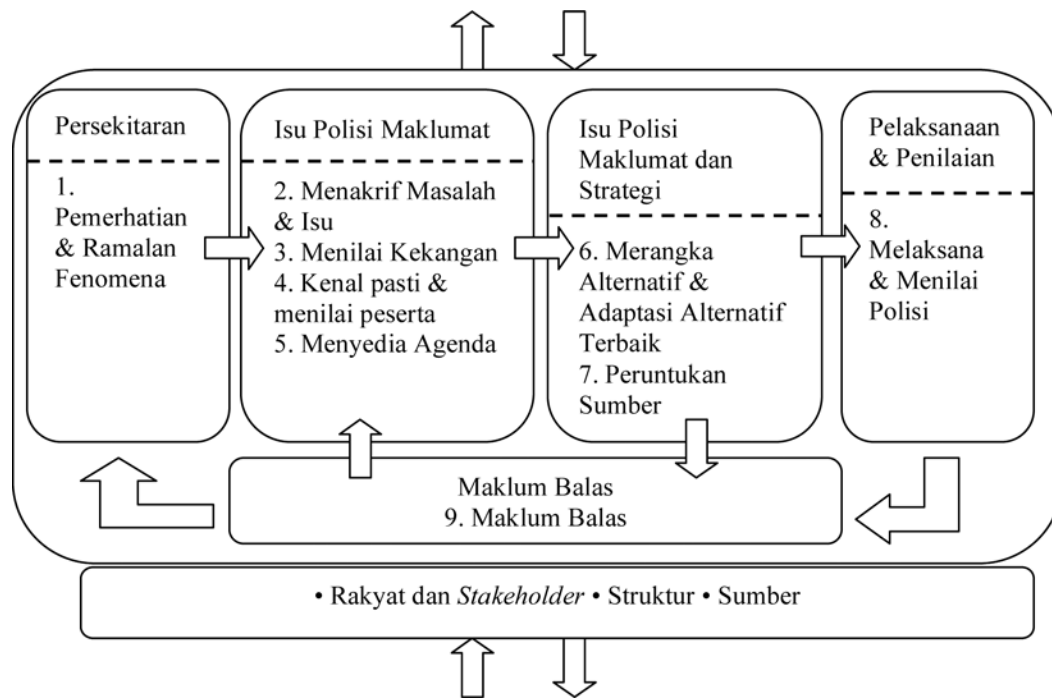 Persekitaran
1.
Pemerhatian
& Ramalan
Fenomena
Isu Polisi Maklumat
2. Menakrif Masalah
& Isu
3. Menilai Kekangan
4. Kenal pasti &
menilai peserta
5. Menyedia Agenda
Isu Polisi
Maklumat dan
Strategi
6. Merangka
Alternatif &
Adaptasi Alternatif
Terbaik
7. Peruntukan
Sumber
Pelaksanaan
& Penilaian
8.
Melaksana
& Menilai
Polisi
Maklum Balas
9. Maklum Balas
• Rakyat dan Stakeholder • Struktur • Sumber